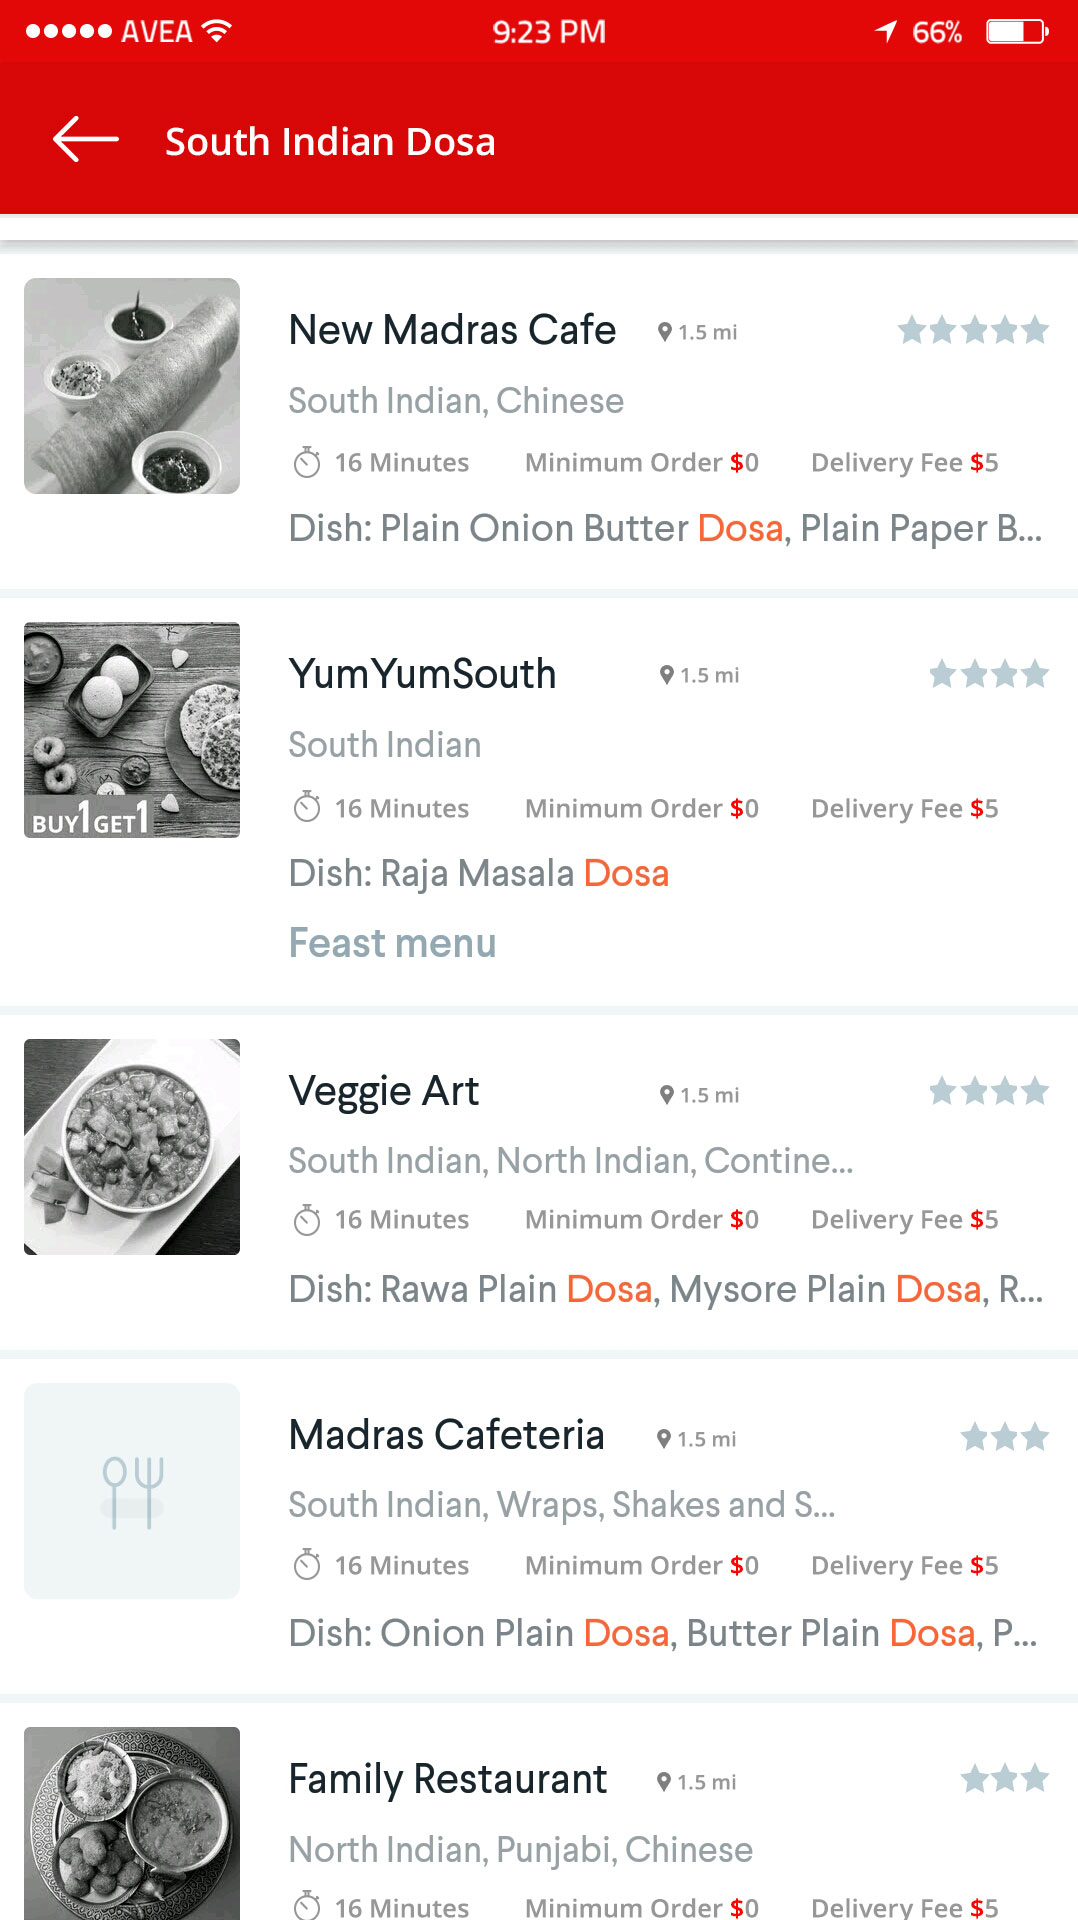 AVEA 9:23 PM 66%
South Indian Dosa
New Madras Cafe 1.5 mi
South Indian, Chinese
16 Minutes Minimum Order $0 Delivery Fee $5
Dish: Plain Onion Butter Dosa, Plain Paper B...
YumYumSouth 1.5 mi
South Indian
16 Minutes Minimum Order $0 Delivery Fee $5
BUY 1 GET 1
Dish: Raja Masala Dosa
Feast menu
Veggie Art 1.5 mi
South Indian, North Indian, Contine...
16 Minutes Minimum Order $0 Delivery Fee $5
Dish: Rawa Plain Dosa, Mysore Plain Dosa, R...
Madras Cafeteria 1.5 mi
South Indian, Wraps, Shakes and S...
16 Minutes Minimum Order $0 Delivery Fee $5
Dish: Onion Plain Dosa, Butter Plain Dosa, P...
Family Restaurant 1.5 mi
North Indian, Punjabi, Chinese
16 Minutes Minimum Order $0 Delivery Fee $5